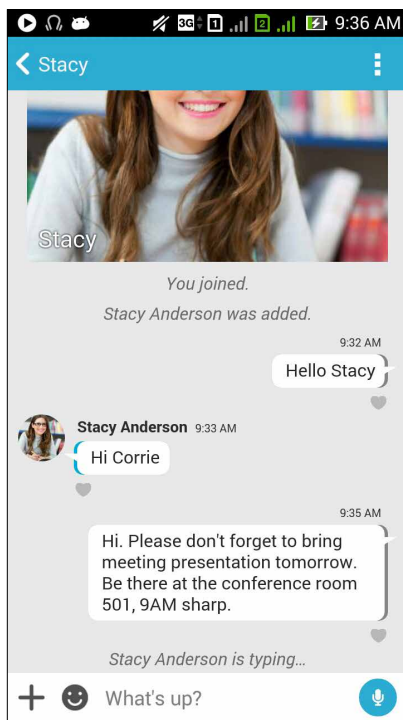 3G 1 2 9:36 AM
Stacy
Stacy
You joined.
Stacy Anderson was added.
9:32 AM
Hello Stacy
Stacy Anderson 9:33 AM
Hi Corrie
9:35 AM
Hi. Please don't forget to bring
meeting presentation tomorrow.
Be there at the conference room
501, 9AM sharp.
Stacy Anderson is typing...
What's up?